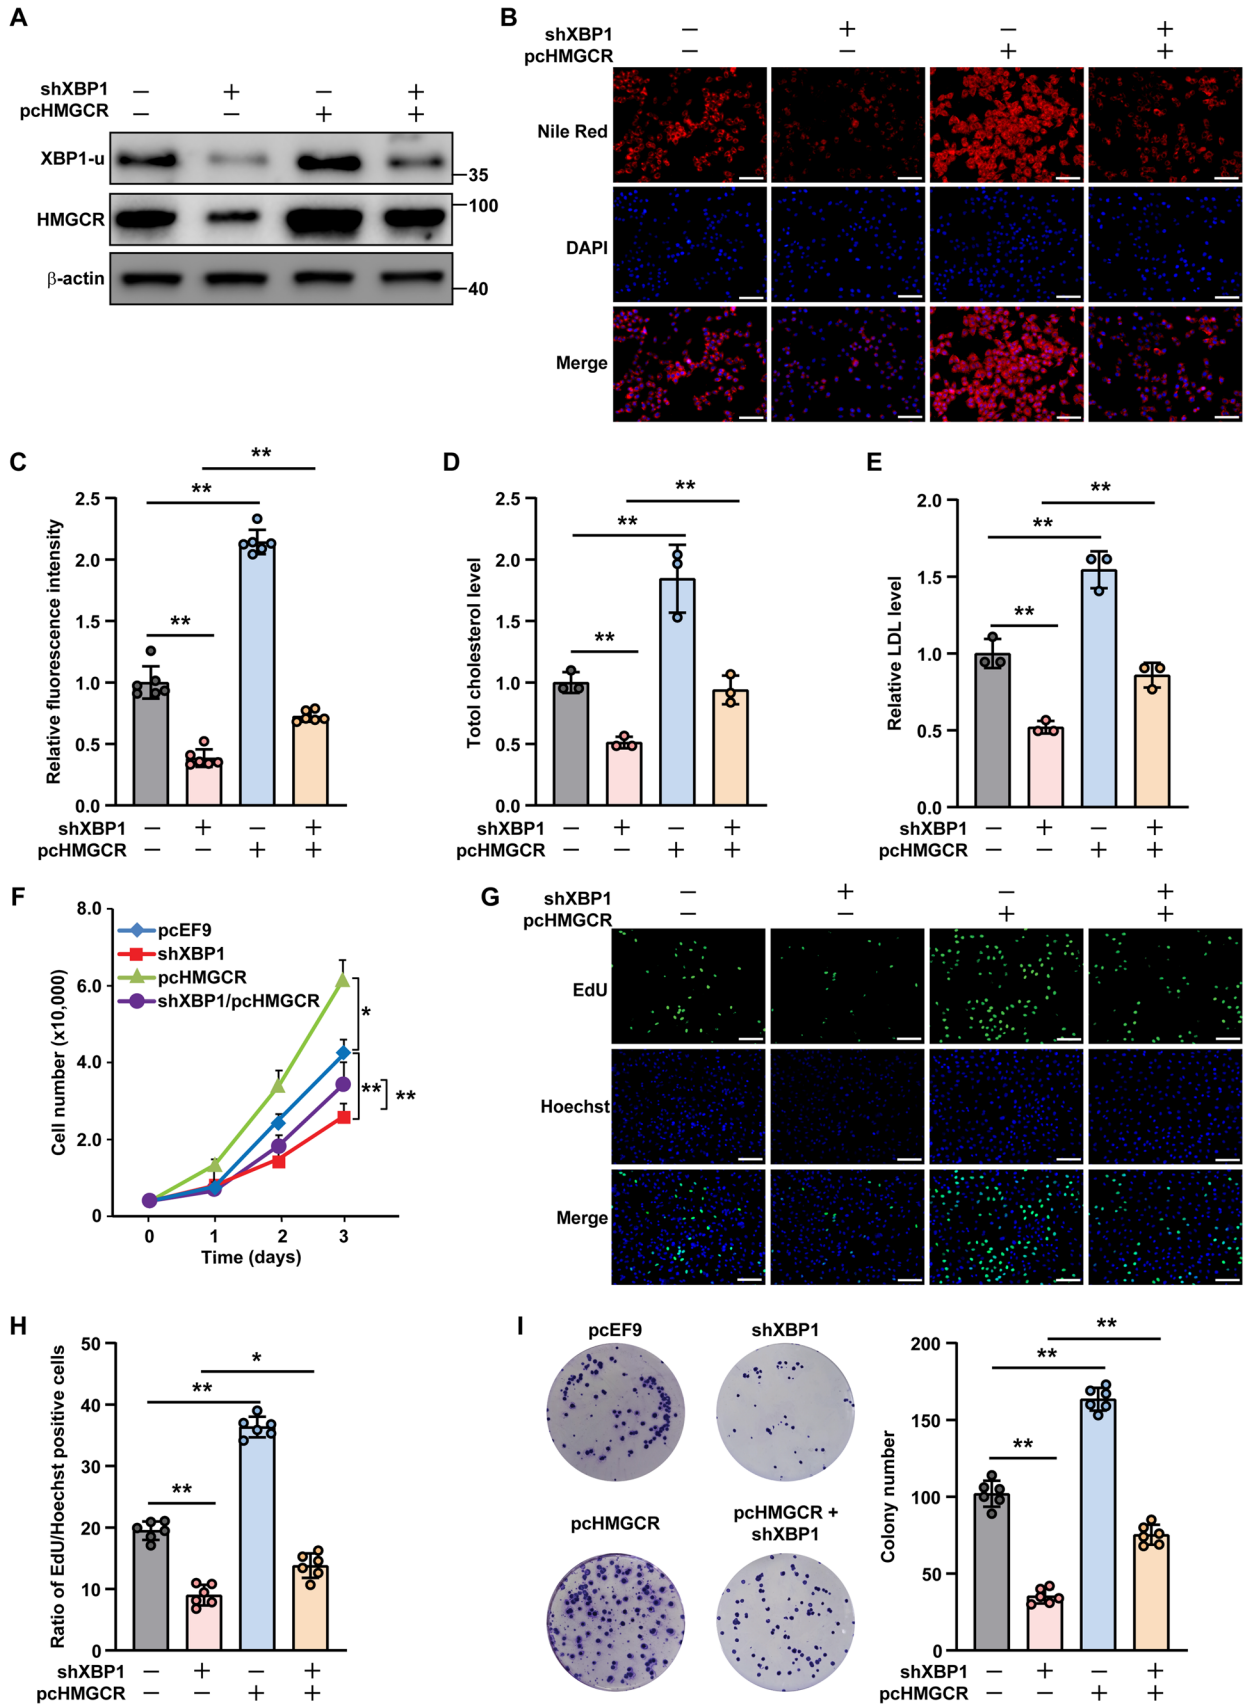 A
shXBP1 − + − +
pcHMGCR − − + +
XBP1-u
35
HMGCR
100
β-actin
40
B
shXBP1 − + − +
pcHMGCR − − + +
Nile Red
DAPI
Merge
C
Relative fluorescence intensity
2.5
2.0
1.5
1.0
0.5
0.0
**
**
**
shXBP1 − + − +
pcHMGCR − − + +
D
Totol cholesterol level
2.5
2.0
1.5
1.0
0.5
0.0
**
**
**
shXBP1 − + − +
pcHMGCR − − + +
E
Relative LDL level
2.0
1.5
1.0
0.5
0.0
**
**
**
shXBP1 − + − +
pcHMGCR − − + +
F
Cell number (x10,000)
8.0
6.0
4.0
2.0
0
pcEF9
shXBP1
pcHMGCR
shXBP1/pcHMGCR
*
**
**
0 1 2 3
Time (days)
G
shXBP1 − + − +
pcHMGCR − − + +
EdU
Hoechst
Merge
H
Ratio of EdU/Hoechst positive cells
50
40
30
20
10
0
*
**
**
shXBP1 − + − +
pcHMGCR − − + +
I
pcEF9
shXBP1
pcHMGCR
pcHMGCR +
shXBP1
Colony number
200
150
100
50
0
**
**
**
shXBP1 − + − +
pcHMGCR − − + +